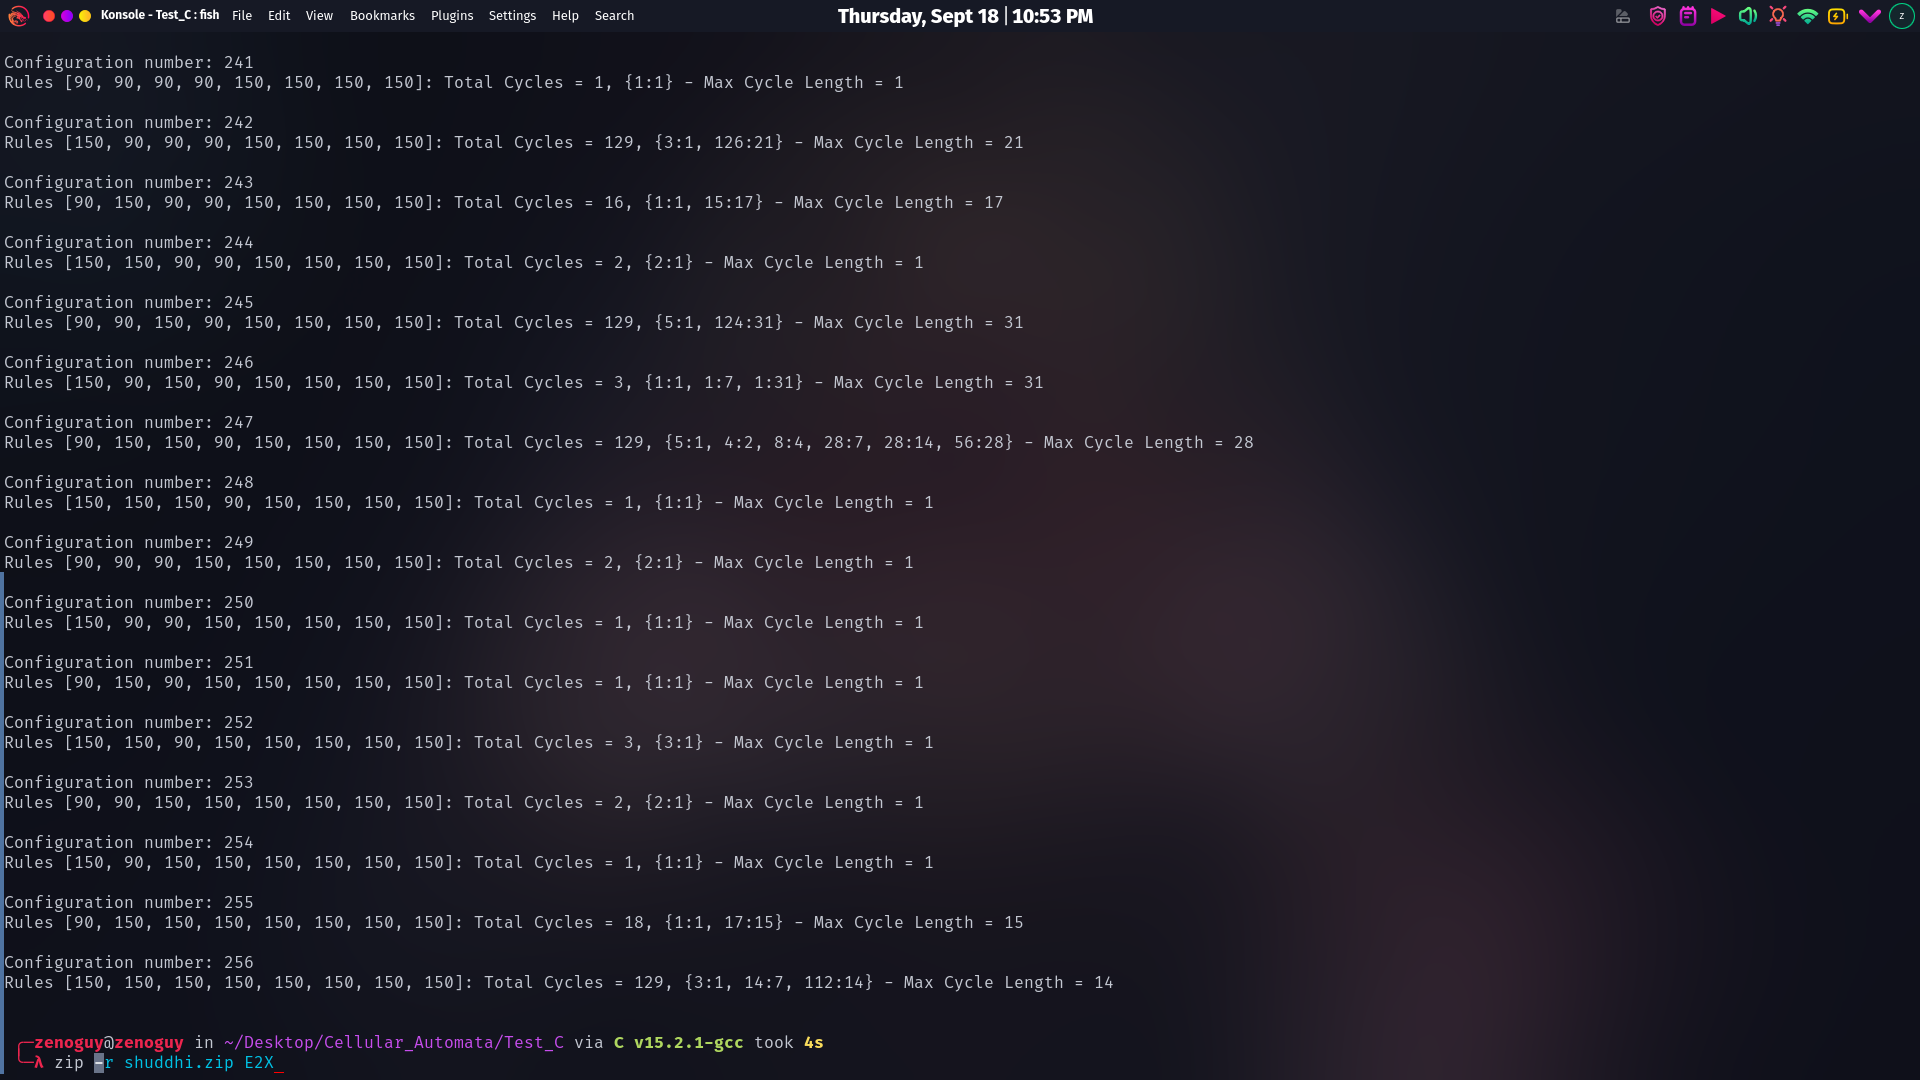 Konsole - Test_C : fish File Edit View Bookmarks Plugins Settings Help Search Thursday, Sept 18 | 10:53 PM z
Configuration number: 241
Rules [90, 90, 90, 90, 150, 150, 150, 150]: Total Cycles = 1, {1:1} - Max Cycle Length = 1
Configuration number: 242
Rules [150, 90, 90, 90, 150, 150, 150, 150]: Total Cycles = 129, {3:1, 126:21} - Max Cycle Length = 21
Configuration number: 243
Rules [90, 150, 90, 90, 150, 150, 150, 150]: Total Cycles = 16, {1:1, 15:17} - Max Cycle Length = 17
Configuration number: 244
Rules [150, 150, 90, 90, 150, 150, 150, 150]: Total Cycles = 2, {2:1} - Max Cycle Length = 1
Configuration number: 245
Rules [90, 90, 150, 90, 150, 150, 150, 150]: Total Cycles = 129, {5:1, 124:31} - Max Cycle Length = 31
Configuration number: 246
Rules [150, 90, 150, 90, 150, 150, 150, 150]: Total Cycles = 3, {1:1, 1:7, 1:31} - Max Cycle Length = 31
Configuration number: 247
Rules [90, 150, 150, 90, 150, 150, 150, 150]: Total Cycles = 129, {5:1, 4:2, 8:4, 28:7, 28:14, 56:28} - Max Cycle Length = 28
Configuration number: 248
Rules [150, 150, 150, 90, 150, 150, 150, 150]: Total Cycles = 1, {1:1} - Max Cycle Length = 1
Configuration number: 249
Rules [90, 90, 90, 150, 150, 150, 150, 150]: Total Cycles = 2, {2:1} - Max Cycle Length = 1
Configuration number: 250
Rules [150, 90, 90, 150, 150, 150, 150, 150]: Total Cycles = 1, {1:1} - Max Cycle Length = 1
Configuration number: 251
Rules [90, 150, 90, 150, 150, 150, 150, 150]: Total Cycles = 1, {1:1} - Max Cycle Length = 1
Configuration number: 252
Rules [150, 150, 90, 150, 150, 150, 150, 150]: Total Cycles = 3, {3:1} - Max Cycle Length = 1
Configuration number: 253
Rules [90, 90, 150, 150, 150, 150, 150, 150]: Total Cycles = 2, {2:1} - Max Cycle Length = 1
Configuration number: 254
Rules [150, 90, 150, 150, 150, 150, 150, 150]: Total Cycles = 1, {1:1} - Max Cycle Length = 1
Configuration number: 255
Rules [90, 150, 150, 150, 150, 150, 150, 150]: Total Cycles = 18, {1:1, 17:15} - Max Cycle Length = 15
Configuration number: 256
Rules [150, 150, 150, 150, 150, 150, 150, 150]: Total Cycles = 129, {3:1, 14:7, 112:14} - Max Cycle Length = 14
zenoguy@zenoguy in ~/Desktop/Cellular_Automata/Test_C via C v15.2.1-gcc took 4s
λ zip -r shuddhi.zip E2X_